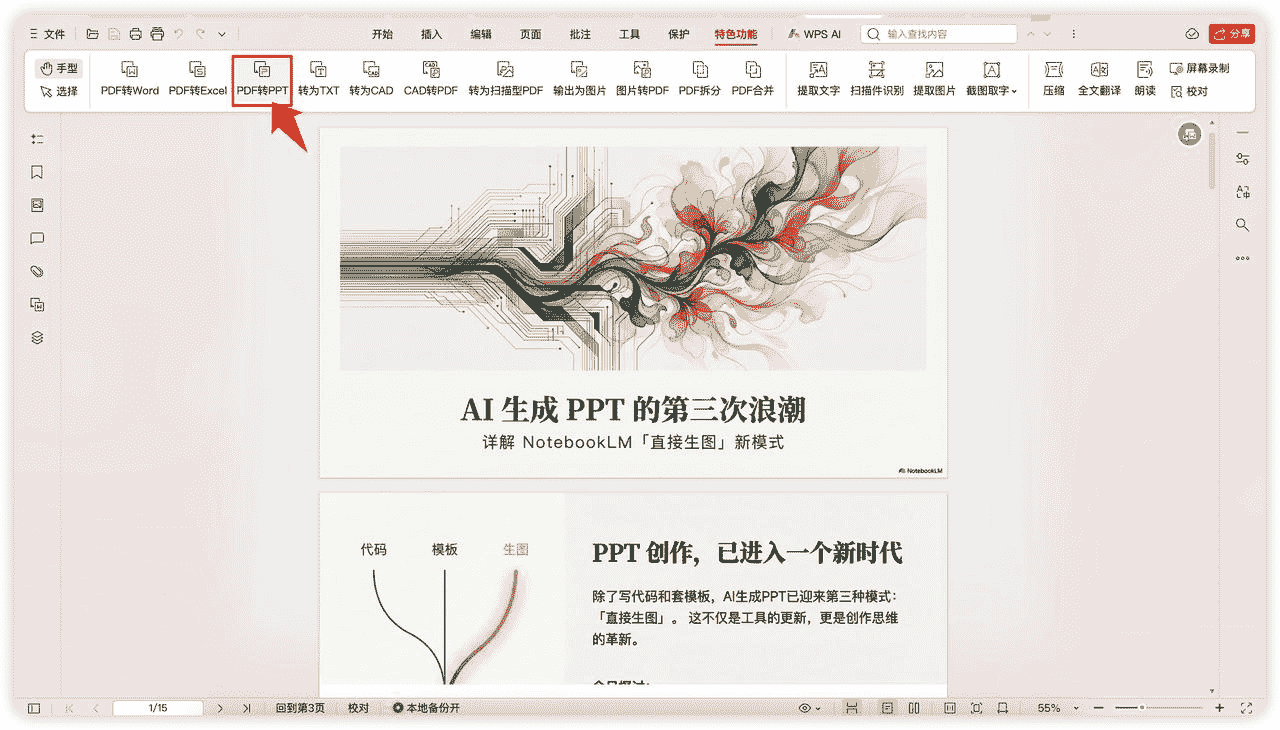 文件
开始 插入 编辑 页面 批注 工具 保护 特色功能 WPS AI 输入查找内容 分享
手型
选择
PDF转Word PDF转Excel PDF转PPT 转为TXT 转为CAD CAD转PDF 转为扫描型PDF 输出为图片 图片转PDF PDF拆分 PDF合并 提取文字 扫描件识别 提取图片 截图取字 压缩 全文翻译 朗读
屏幕录制
校对
AI 生成 PPT 的第三次浪潮
详解 NotebookLM「直接生图」新模式
NotebookLM
代码 模板 生图
PPT 创作，已进入一个新时代
除了写代码和套模板，AI生成PPT已迎来第三种模式：
「直接生图」。 这不仅是工具的更新，更是创作思维
的革新。
1/15 回到第3页 校对 本地备份开 55%